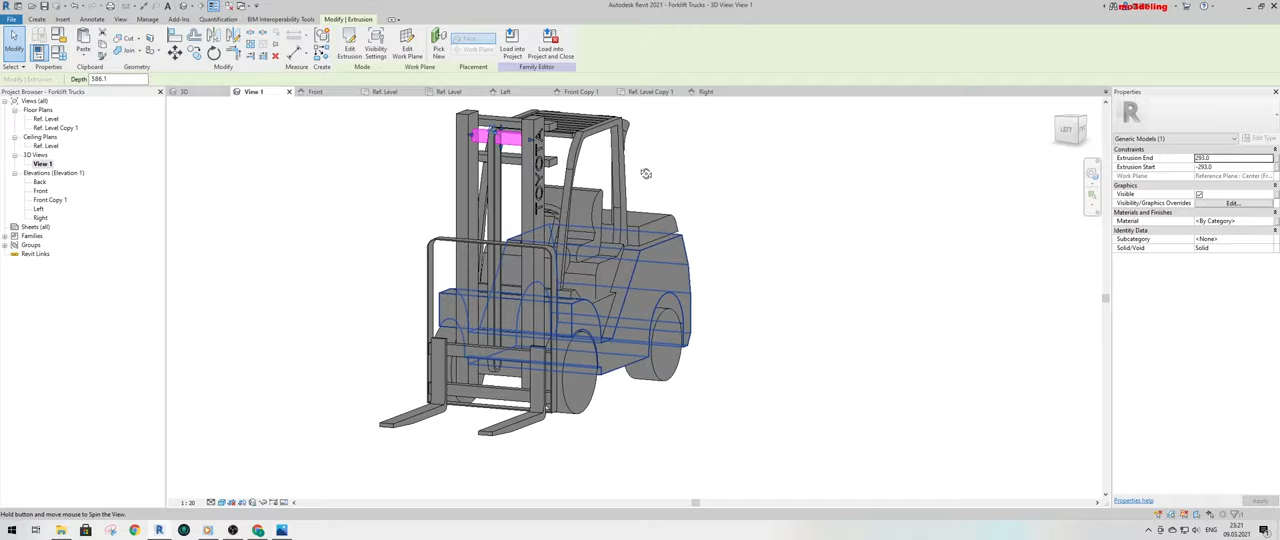 Autodesk Revit 2021 - Forklift Trucks - 3D View: View 1
File Create Insert Annotate View Manage Add-Ins Quantification BIM Interoperability Tools Modify | Extrusion
Modify Paste Cut Join Edit Extrusion Visibility Settings Edit Work Plane Pick New Work Plane Load into Project Load into Project and Close
Select Properties Clipboard Geometry Modify Measure Create Mode Work Plane Placement Family Editor
Modify | Extrusion Depth 586.1
Project Browser - Forklift Trucks
3D View 1 Front Ref. Level Ref. Level Left Front Copy 1 Ref. Level Copy 1 Right
Views (all)
Floor Plans
Ref. Level
Ref. Level Copy 1
Ceiling Plans
Ref. Level
3D Views
View 1
Elevations (Elevation 1)
Back
Front
Front Copy 1
Left
Right
Sheets (all)
Families
Groups
Revit Links
TOYOTA
LEFT
Properties
Generic Models (1) Edit Type
Constraints
Extrusion End 293.0
Extrusion Start -293.0
Work Plane Reference Plane : Center (Fr
Graphics
Visible
Visibility/Graphics Overrides Edit...
Materials and Finishes
Material <By Category>
Identity Data
Subcategory <None>
Solid/Void Solid
Properties help Apply
1 : 20
Hold button and move mouse to Spin the View.
ENG
23:21
09.03.2021